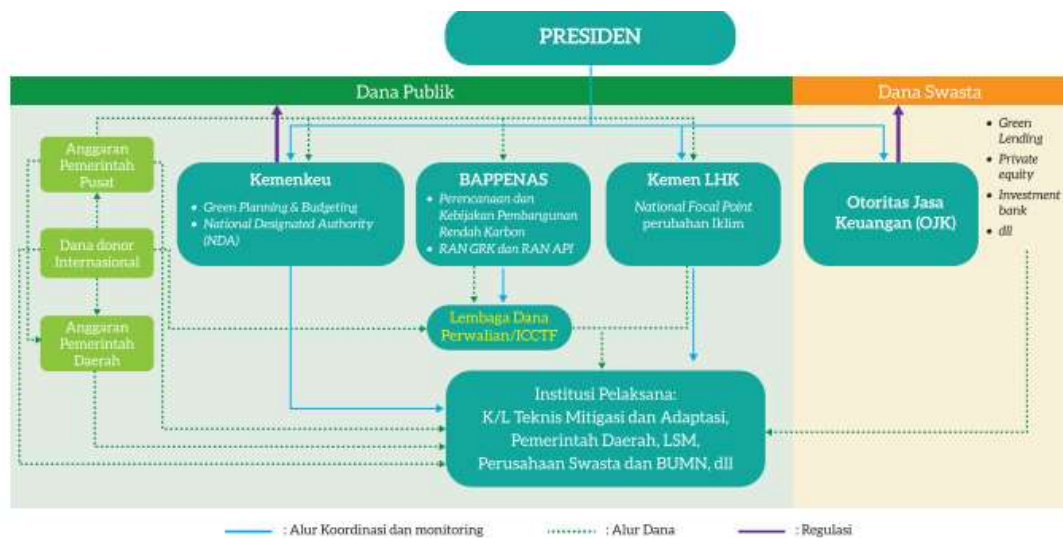 PRESIDEN
Dana Publik
Dana Swasta
Anggaran
Pemerintah
Pusat
Dana donor
Internasional
Anggaran
Pemerintah
Daerah
Kemenkeu
• Green Planning & Budgeting
• National Designated Authority
(NDA)
BAPPENAS
• Perencanaan dan
Kebijakan Pembangunan
Rendah Karbon
• RAN GRK dan RAN API
Kemen LHK
National Focal Point
perubahan Iklim
Otoritas Jasa
Keuangan (OJK)
• Green
Lending
• Private
equity
• Investment
bank
• dll
Lembaga Dana
Perwalian/ICCTF
Institusi Pelaksana:
K/L Teknis Mitigasi dan Adaptasi,
Pemerintah Daerah, LSM,
Perusahaan Swasta dan BUMN, dll
: Alur Koordinasi dan monitoring
: Alur Dana
: Regulasi